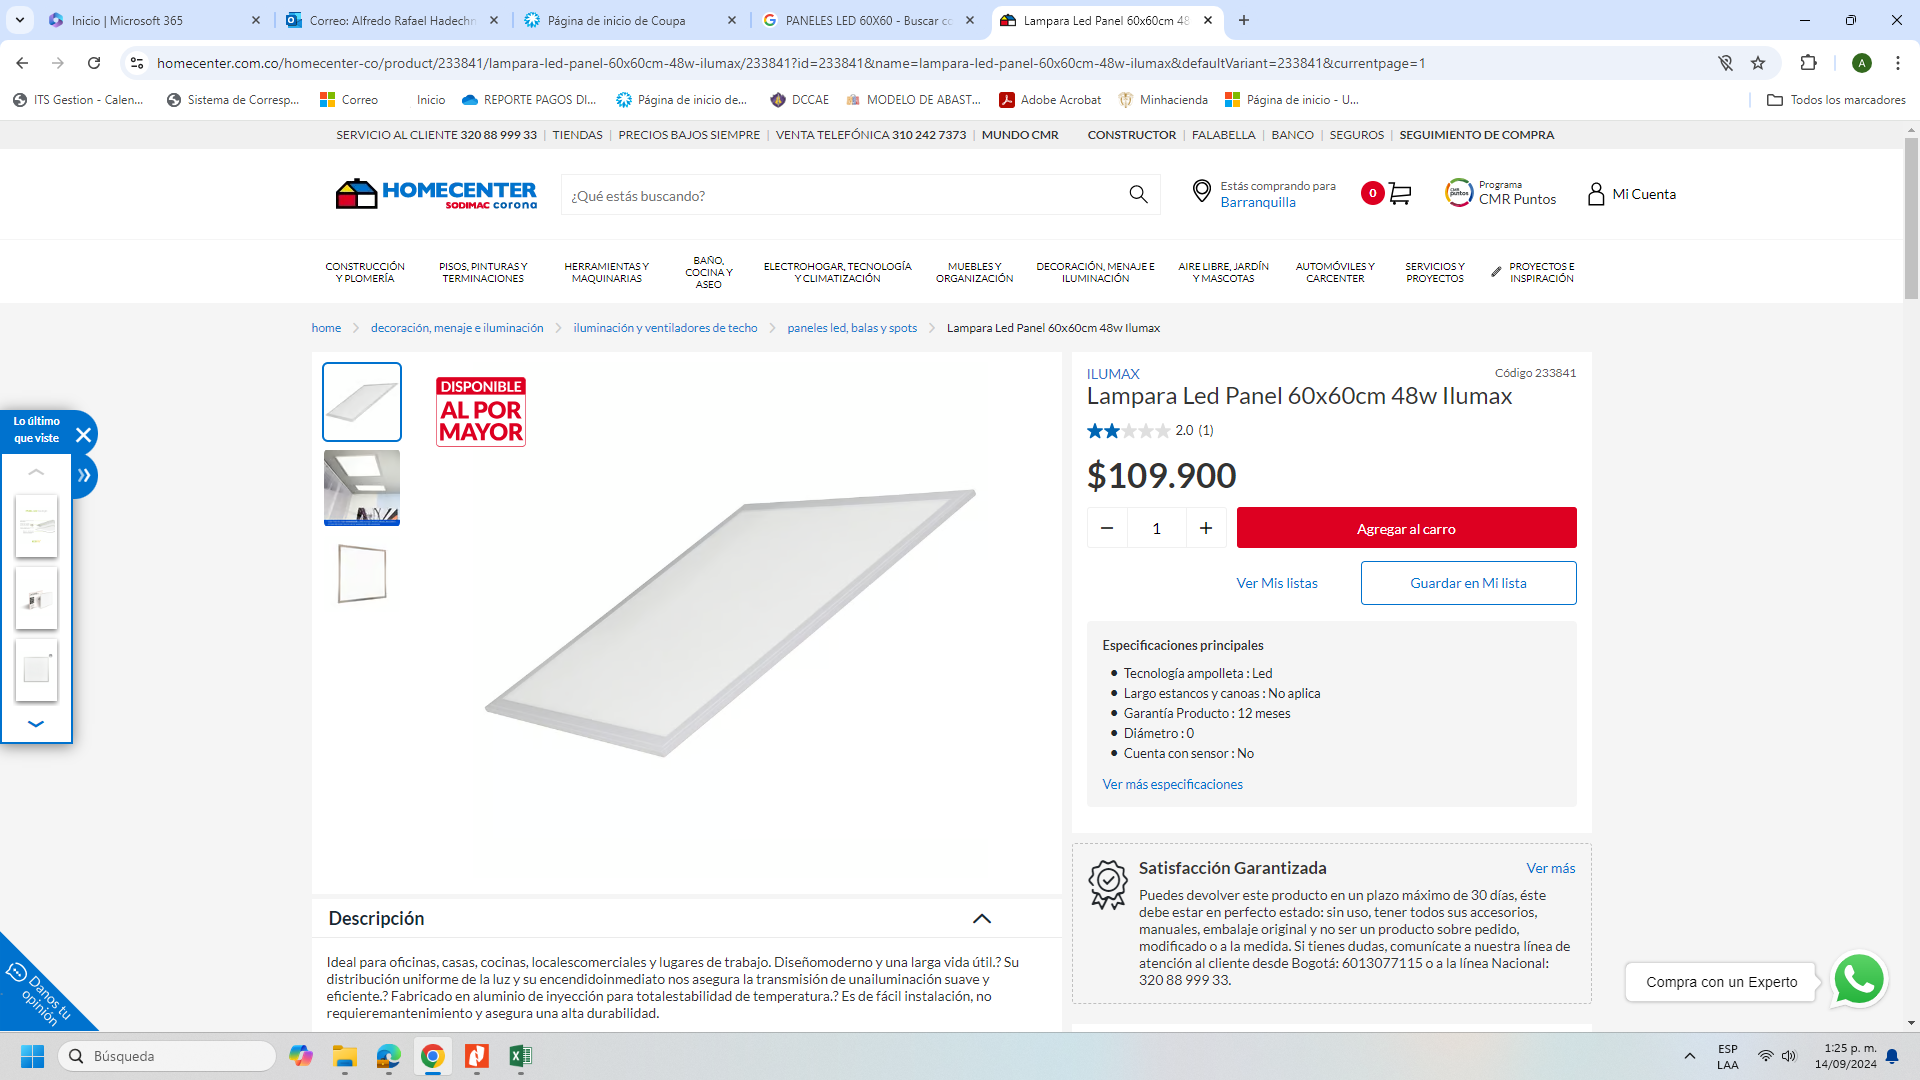 Inicio | Microsoft 365
Correo: Alfredo Rafael Hadechn
Página de inicio de Coupa
PANELES LED 60X60 - Buscar co
Lampara Led Panel 60x60cm 48
homecenter.com.co/homecenter-co/product/233841/lampara-led-panel-60x60cm-48w-ilumax/233841?id=233841&name=lampara-led-panel-60x60cm-48w-ilumax&defaultVariant=233841&currentpage=1
A
ITS Gestion - Calen...
Sistema de Corresp...
Correo
Inicio
REPORTE PAGOS DI...
Página de inicio de...
DCCAE
MODELO DE ABAST...
Adobe Acrobat
Minhacienda
Página de inicio - U...
Todos los marcadores
SERVICIO AL CLIENTE 320 88 999 33 | TIENDAS | PRECIOS BAJOS SIEMPRE | VENTA TELEFÓNICA 310 242 7373 | MUNDO CMR CONSTRUCTOR | FALABELLA | BANCO | SEGUROS | SEGUIMIENTO DE COMPRA
HOMECENTER
SODIMAC corona
¿Qué estás buscando?
Estás comprando para
Barranquilla
0
CMR puntos
Programa
CMR Puntos
Mi Cuenta
CONSTRUCCIÓN
Y PLOMERÍA
PISOS, PINTURAS Y
TERMINACIONES
HERRAMIENTAS Y
MAQUINARIAS
BAÑO,
COCINA Y
ASEO
ELECTROHOGAR, TECNOLOGÍA
Y CLIMATIZACIÓN
MUEBLES Y
ORGANIZACIÓN
DECORACIÓN, MENAJE E
ILUMINACIÓN
AIRE LIBRE, JARDÍN
Y MASCOTAS
AUTOMÓVILES Y
CARCENTER
SERVICIOS Y
PROYECTOS
PROYECTOS E
INSPIRACIÓN
home
decoración, menaje e iluminación
iluminación y ventiladores de techo
paneles led, balas y spots
Lampara Led Panel 60x60cm 48w Ilumax
Lo último
que viste
DISPONIBLE
AL POR
MAYOR
ILUMAX
Código 233841
Lampara Led Panel 60x60cm 48w Ilumax
2.0 (1)
$109.900
1
Agregar al carro
Ver Mis listas
Guardar en Mi lista
Especificaciones principales
• Tecnología ampolleta : Led
• Largo estancos y canoas : No aplica
• Garantía Producto : 12 meses
• Diámetro : 0
• Cuenta con sensor : No
Ver más especificaciones
Satisfacción Garantizada
Ver más
Puedes devolver este producto en un plazo máximo de 30 días, éste
debe estar en perfecto estado: sin uso, tener todos sus accesorios,
manuales, embalaje original y no ser un producto sobre pedido,
modificado o a la medida. Si tienes dudas, comunícate a nuestra línea de
atención al cliente desde Bogotá: 6013077115 o a la línea Nacional:
320 88 999 33.
Descripción
Ideal para oficinas, casas, cocinas, localescomerciales y lugares de trabajo. Diseñomoderno y una larga vida útil.? Su
distribución uniforme de la luz y su encendidoinmediato nos asegura la transmisión de unailuminación suave y
eficiente.? Fabricado en aluminio de inyección para totalestabilidad de temperatura.? Es de fácil instalación, no
requieremantenimiento y asegura una alta durabilidad.
Danos tu
opinión
Compra con un Experto
Búsqueda
ESP
LAA
1:25 p. m.
14/09/2024